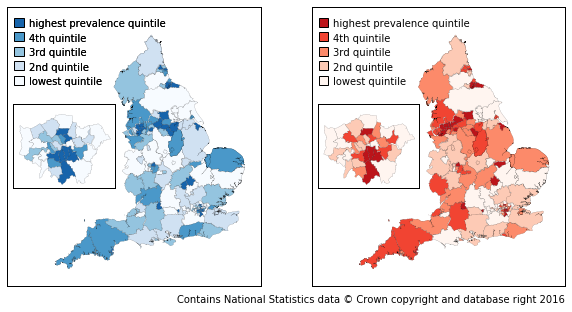 highest prevalence quintile
4th quintile
3rd quintile
2nd quintile
lowest quintile
highest prevalence quintile
4th quintile
3rd quintile
2nd quintile
lowest quintile
Contains National Statistics data © Crown copyright and database right 2016